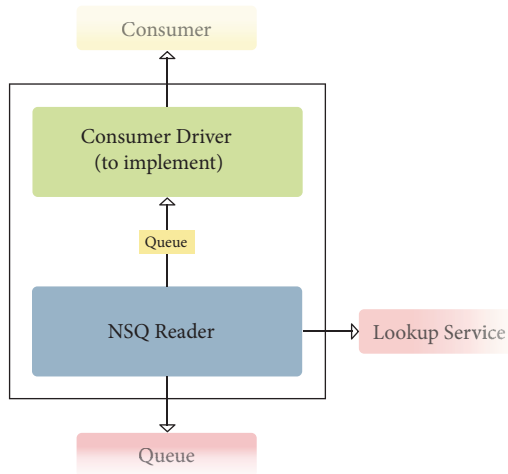 Consumer
Consumer Driver
(to implement)
Queue
NSQ Reader
Lookup Service
Queue